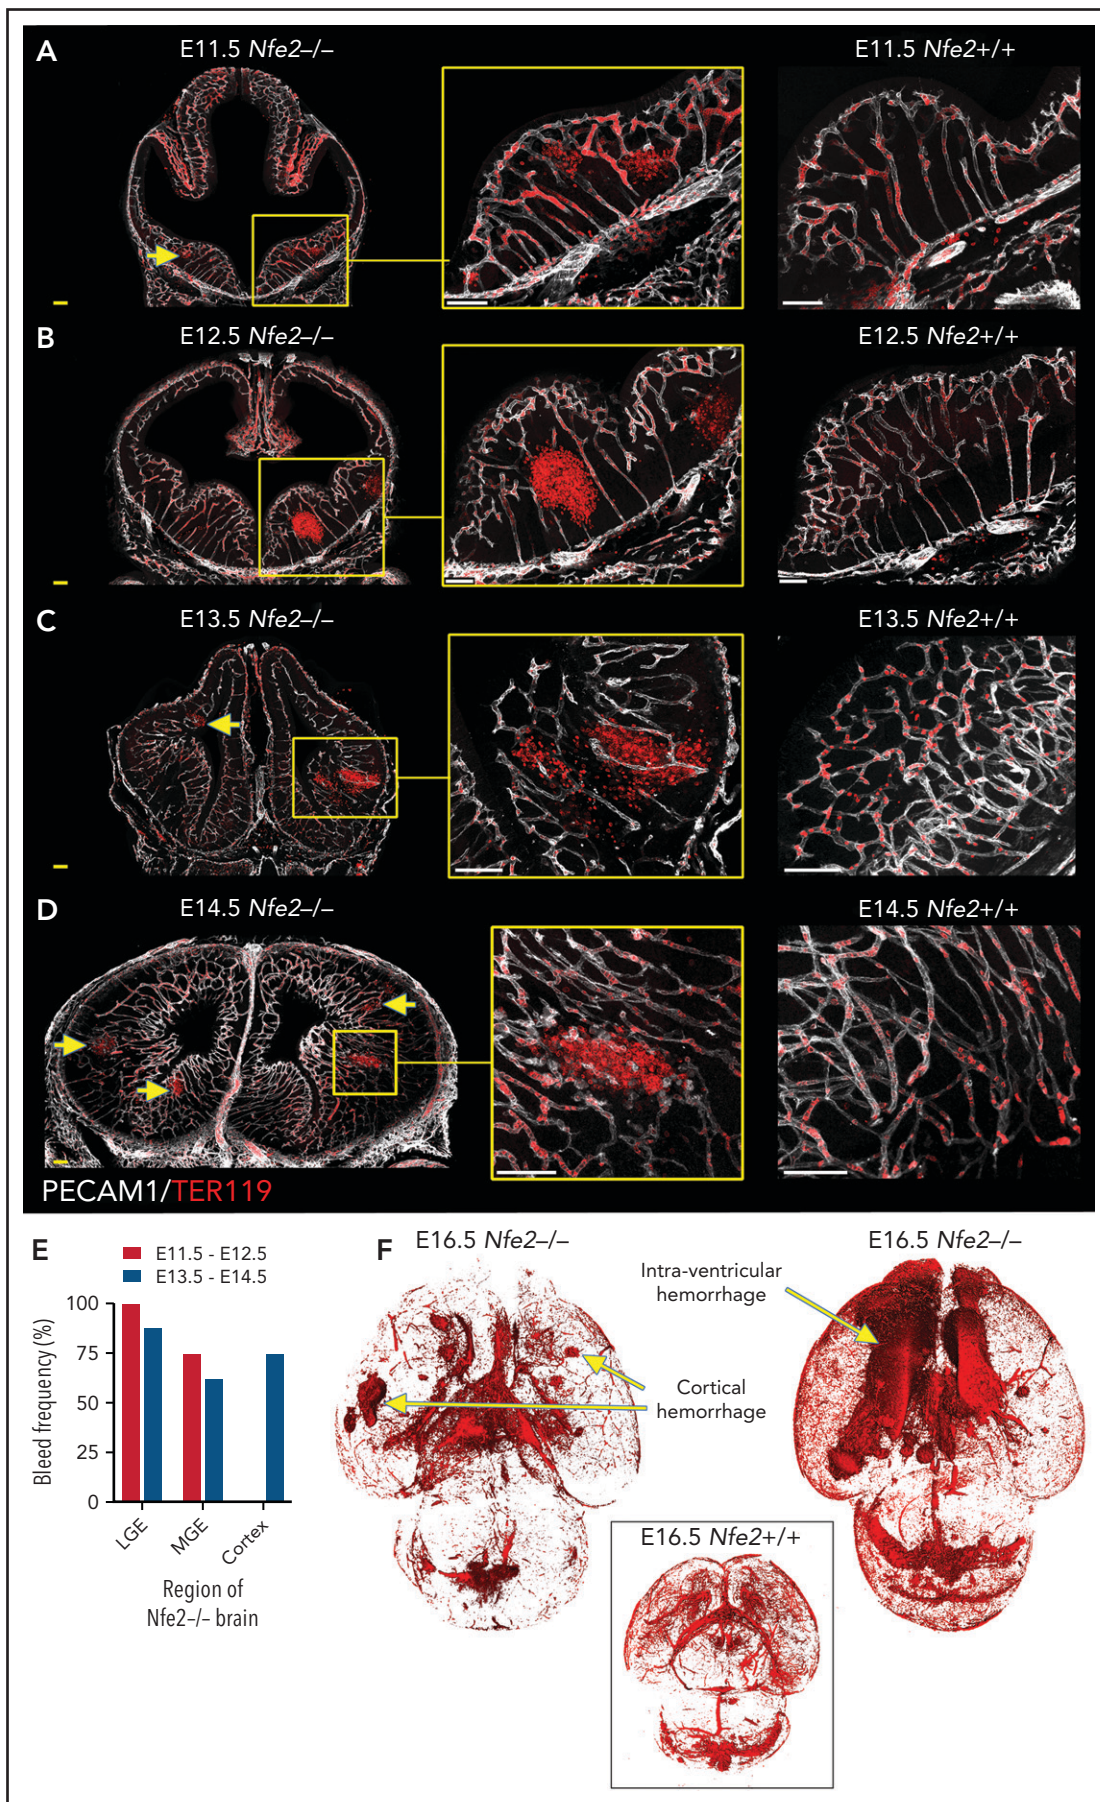 A
E11.5 Nfe2–/–
E11.5 Nfe2+/+
B
E12.5 Nfe2–/–
E12.5 Nfe2+/+
C
E13.5 Nfe2–/–
E13.5 Nfe2+/+
D
E14.5 Nfe2–/–
E14.5 Nfe2+/+
PECAM1/TER119
E
E11.5 - E12.5
E13.5 - E14.5
Bleed frequency (%)
100
75
50
25
0
LGE
MGE
Cortex
Region of
Nfe2–/– brain
F
E16.5 Nfe2–/–
E16.5 Nfe2–/–
Intra-ventricular
hemorrhage
Cortical
hemorrhage
E16.5 Nfe2+/+